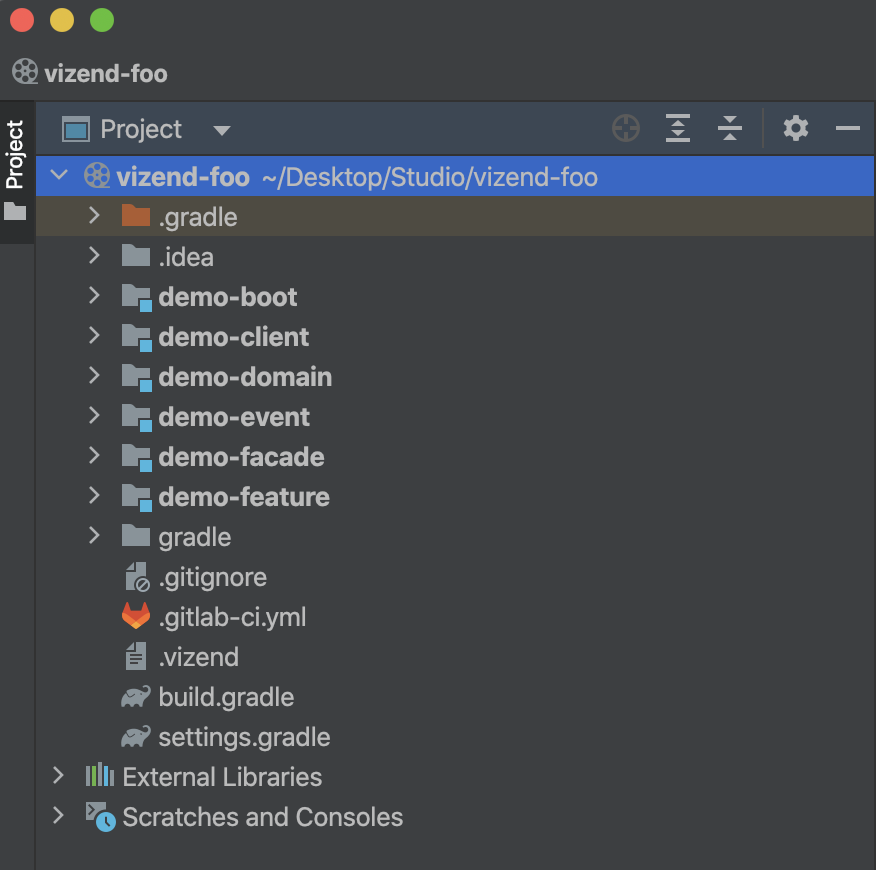 vizend-foo
Project
Project
vizend-foo ~/Desktop/Studio/vizend-foo
.gradle
.idea
demo-boot
demo-client
demo-domain
demo-event
demo-facade
demo-feature
gradle
.gitignore
.gitlab-ci.yml
.vizend
build.gradle
settings.gradle
External Libraries
Scratches and Consoles